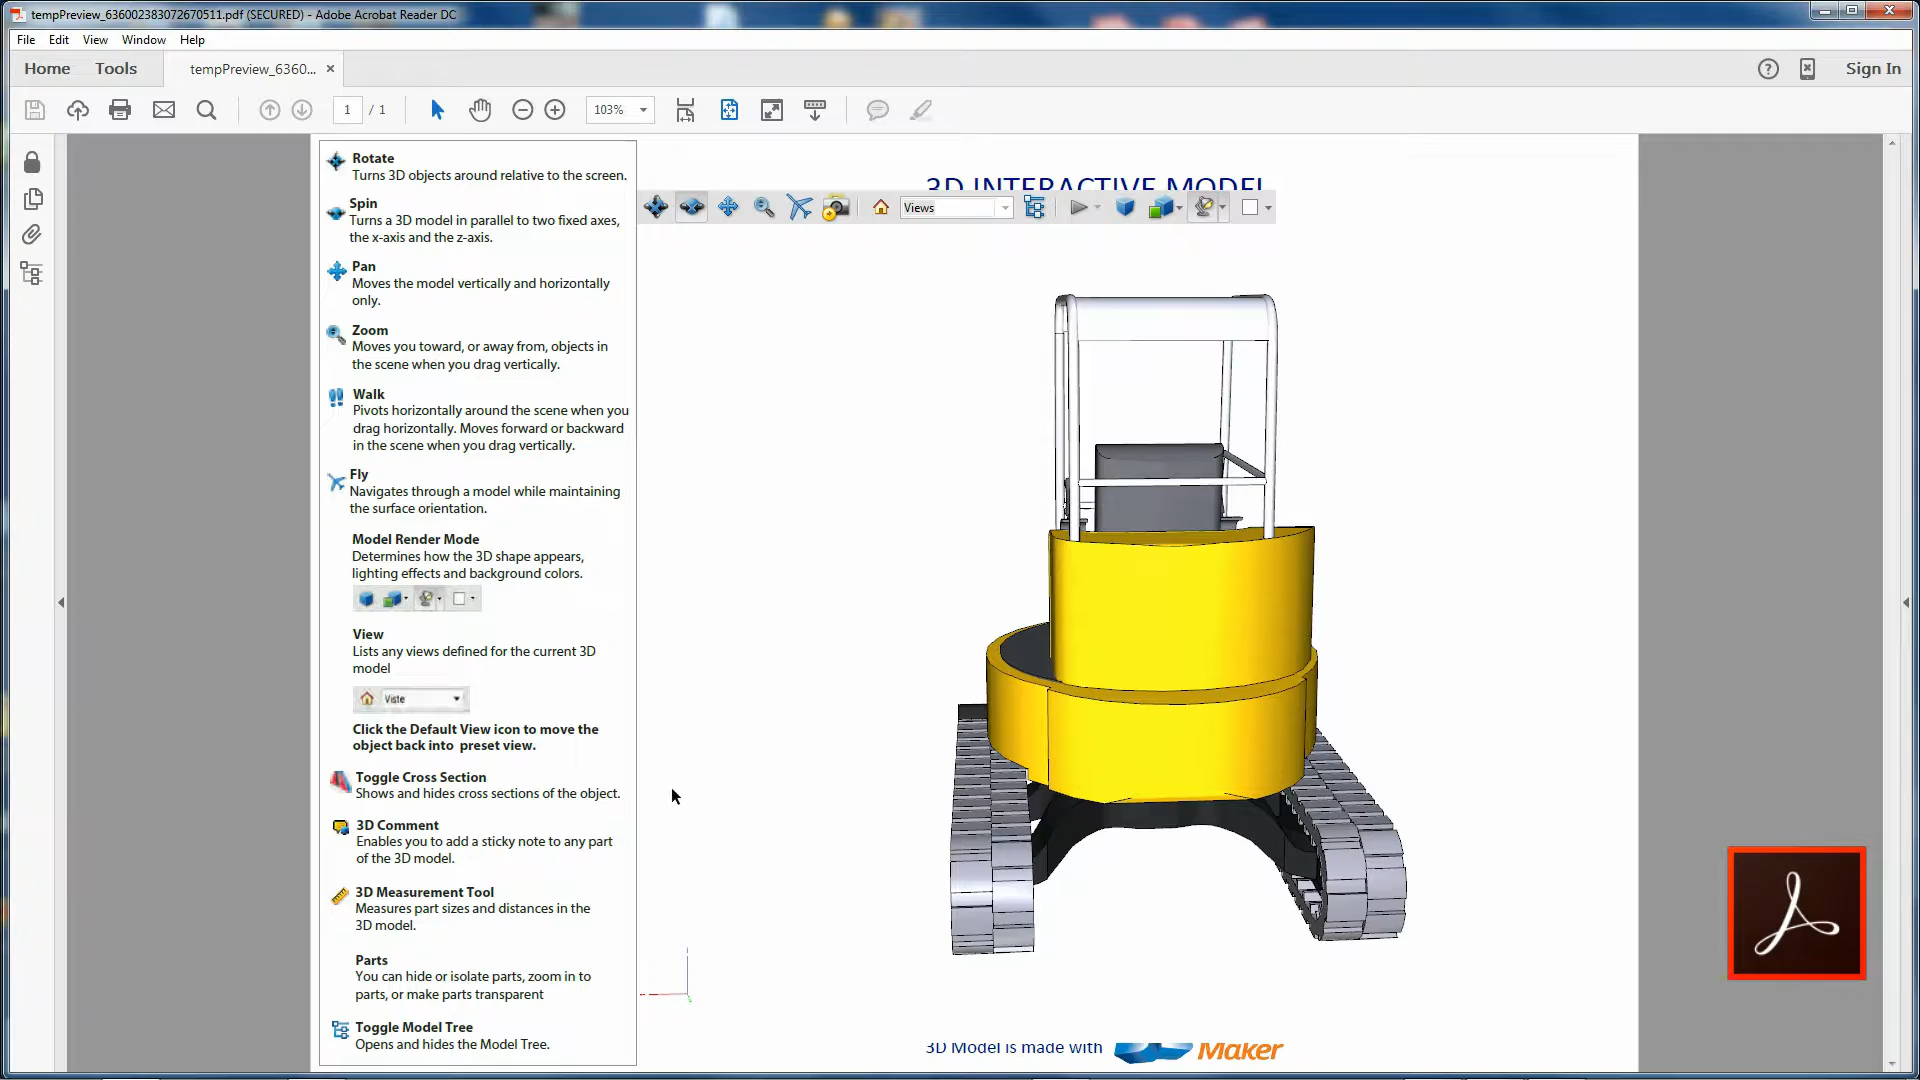 tempPreview_636002383072670511.pdf (SECURED) - Adobe Acrobat Reader DC
File Edit View Window Help
Home Tools tempPreview_6360... Sign In
1 / 1 103%
3D INTERACTIVE MODEL
Views
Rotate
Turns 3D objects around relative to the screen.
Spin
Turns a 3D model in parallel to two fixed axes,
the x-axis and the z-axis.
Pan
Moves the model vertically and horizontally
only.
Zoom
Moves you toward, or away from, objects in
the scene when you drag vertically.
Walk
Pivots horizontally around the scene when you
drag horizontally. Moves forward or backward
in the scene when you drag vertically.
Fly
Navigates through a model while maintaining
the surface orientation.
Model Render Mode
Determines how the 3D shape appears,
lighting effects and background colors.
View
Lists any views defined for the current 3D
model
Viste
Click the Default View icon to move the
object back into preset view.
Toggle Cross Section
Shows and hides cross sections of the object.
3D Comment
Enables you to add a sticky note to any part
of the 3D model.
3D Measurement Tool
Measures part sizes and distances in the
3D model.
Parts
You can hide or isolate parts, zoom in to
parts, or make parts transparent
Toggle Model Tree
Opens and hides the Model Tree.
3D Model is made with
Maker